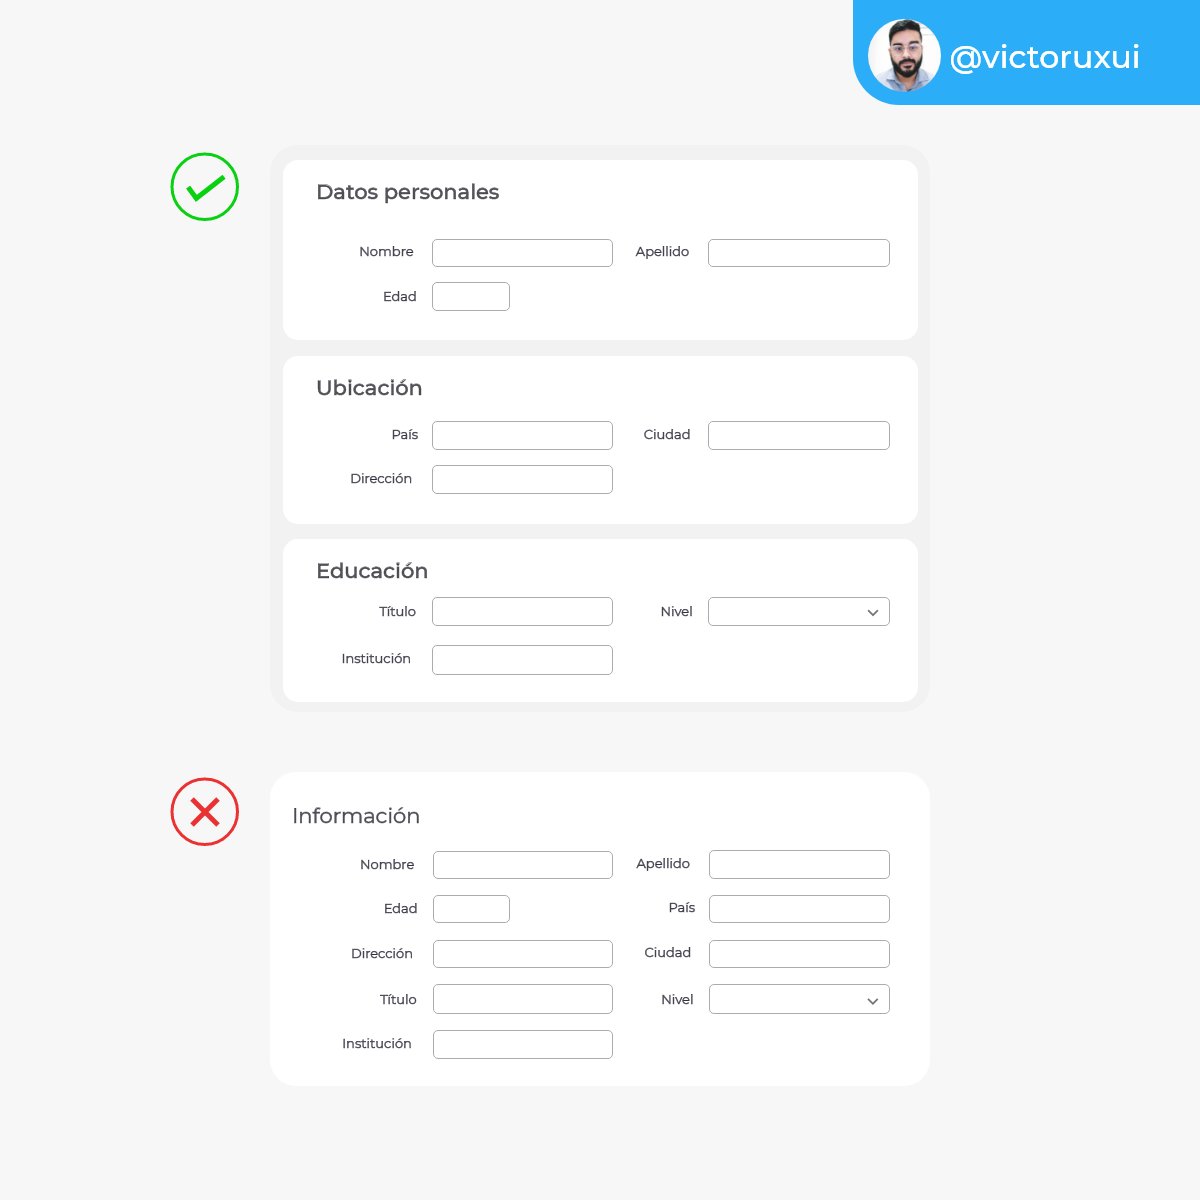 @victoruxui
Datos personales
Nombre
Apellido
Edad
Ubicación
País
Ciudad
Dirección
Educación
Título
Nivel
Institución
Información
Nombre
Apellido
Edad
País
Dirección
Ciudad
Título
Nivel
Institución